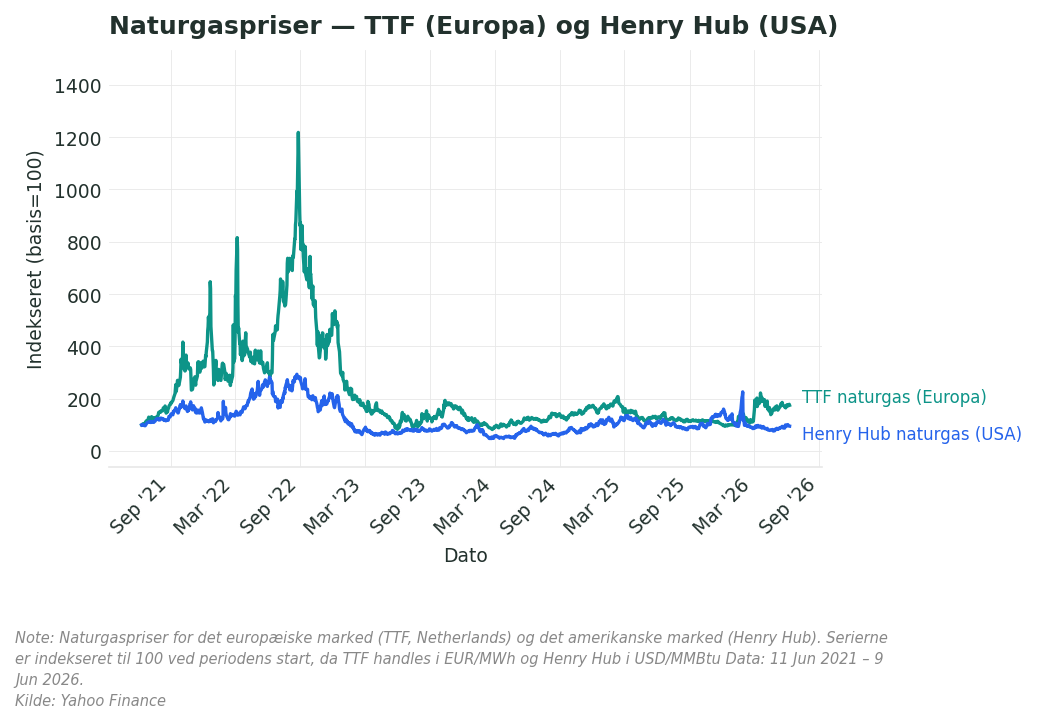 Naturgaspriser — TTF (Europa) og Henry Hub (USA)
1400
1200
1000
800
600
400
200
0
Indekseret (basis=100)
TTF naturgas (Europa)
Henry Hub naturgas (USA)
Sep '21
Mar '22
Sep '22
Mar '23
Sep '23
Mar '24
Sep '24
Mar '25
Sep '25
Mar '26
Sep '26
Dato
Note: Naturgaspriser for det europæiske marked (TTF, Netherlands) og det amerikanske marked (Henry Hub). Serierne
er indekseret til 100 ved periodens start, da TTF handles i EUR/MWh og Henry Hub i USD/MMBtu Data: 11 Jun 2021 – 9
Jun 2026.
Kilde: Yahoo Finance